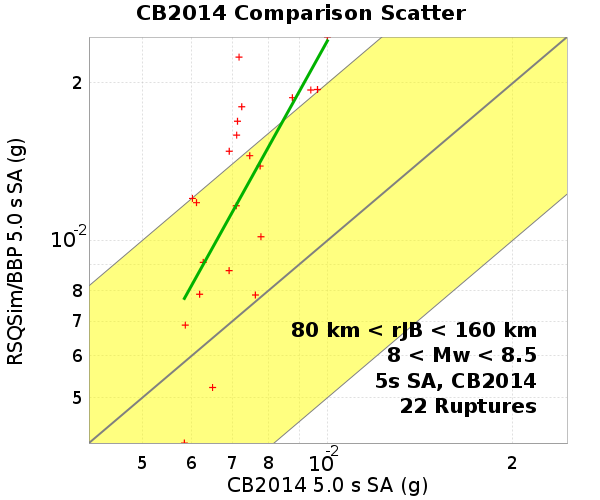 CB2014 Comparison Scatter
RSQSim/BBP 5.0 s SA (g)
2
10-2
8
7
6
5
80 km < rJB < 160 km
8 < Mw < 8.5
5s SA, CB2014
22 Ruptures
5 6 7 8 10-2 2
CB2014 5.0 s SA (g)